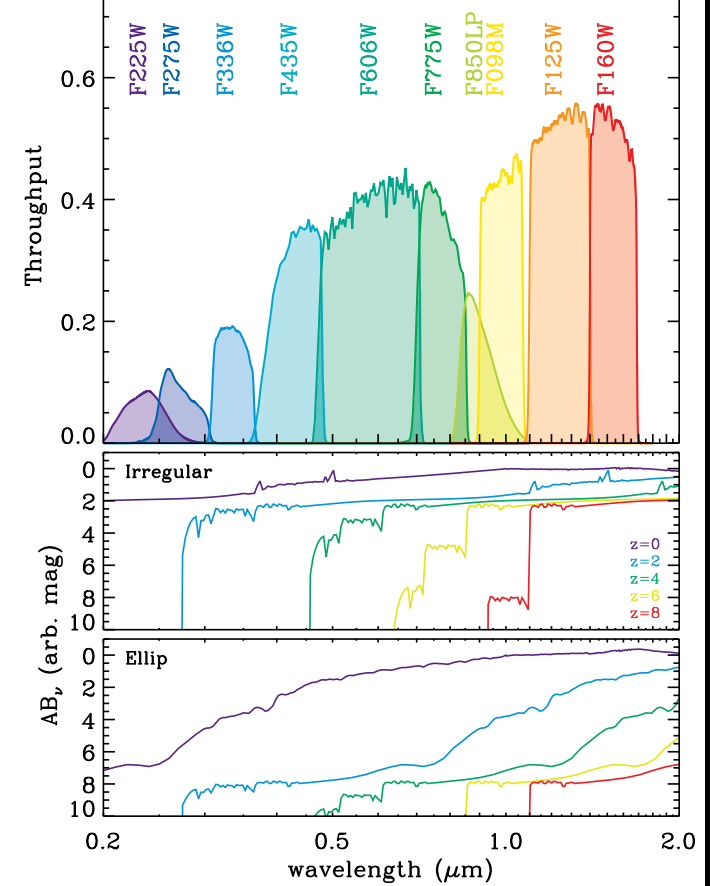 F225W
F275W
F336W
F435W
F606W
F775W
F850LP
F098M
F125W
F160W
Throughput
0.6
0.4
0.2
0.0
Irregular
0
2
4
6
8
10
z=0
z=2
z=4
z=6
z=8
ABν (arb. mag)
Ellip
0
2
4
6
8
10
0.2 0.5 1.0 2.0
wavelength (μm)